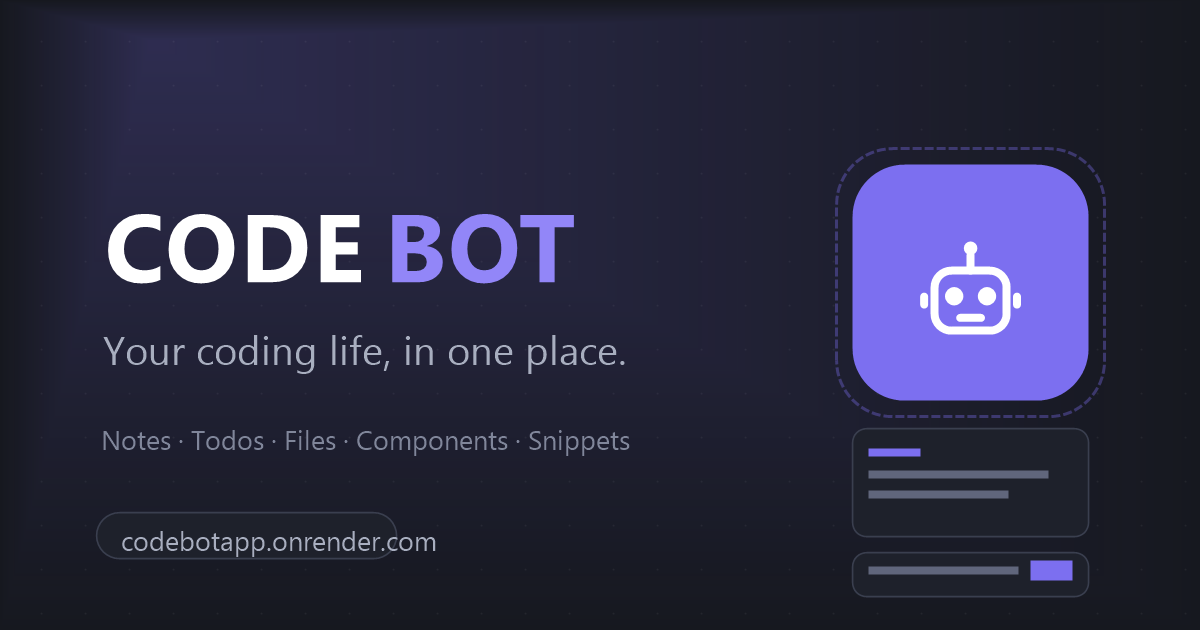 CODE BOT
Your coding life, in one place.
Notes · Todos · Files · Components · Snippets
codebotapp.onrender.com